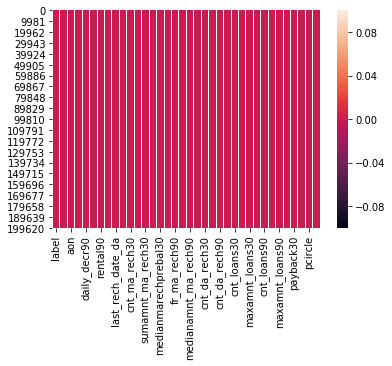 0
9981
19962
29943
39924
49905
59886
69867
79848
89829
99810
109791
119772
129753
139734
149715
159696
169677
179658
189639
199620
label
aon
daily_decr90
rental90
last_rech_date_da
cnt_ma_rech30
sumamnt_ma_rech30
medianmarechprebal30
fr_ma_rech90
medianamnt_ma_rech90
cnt_da_rech30
cnt_da_rech90
cnt_loans30
maxamnt_loans30
cnt_loans90
maxamnt_loans90
payback30
pcircle
0.08
0.04
0.00
−0.04
−0.08